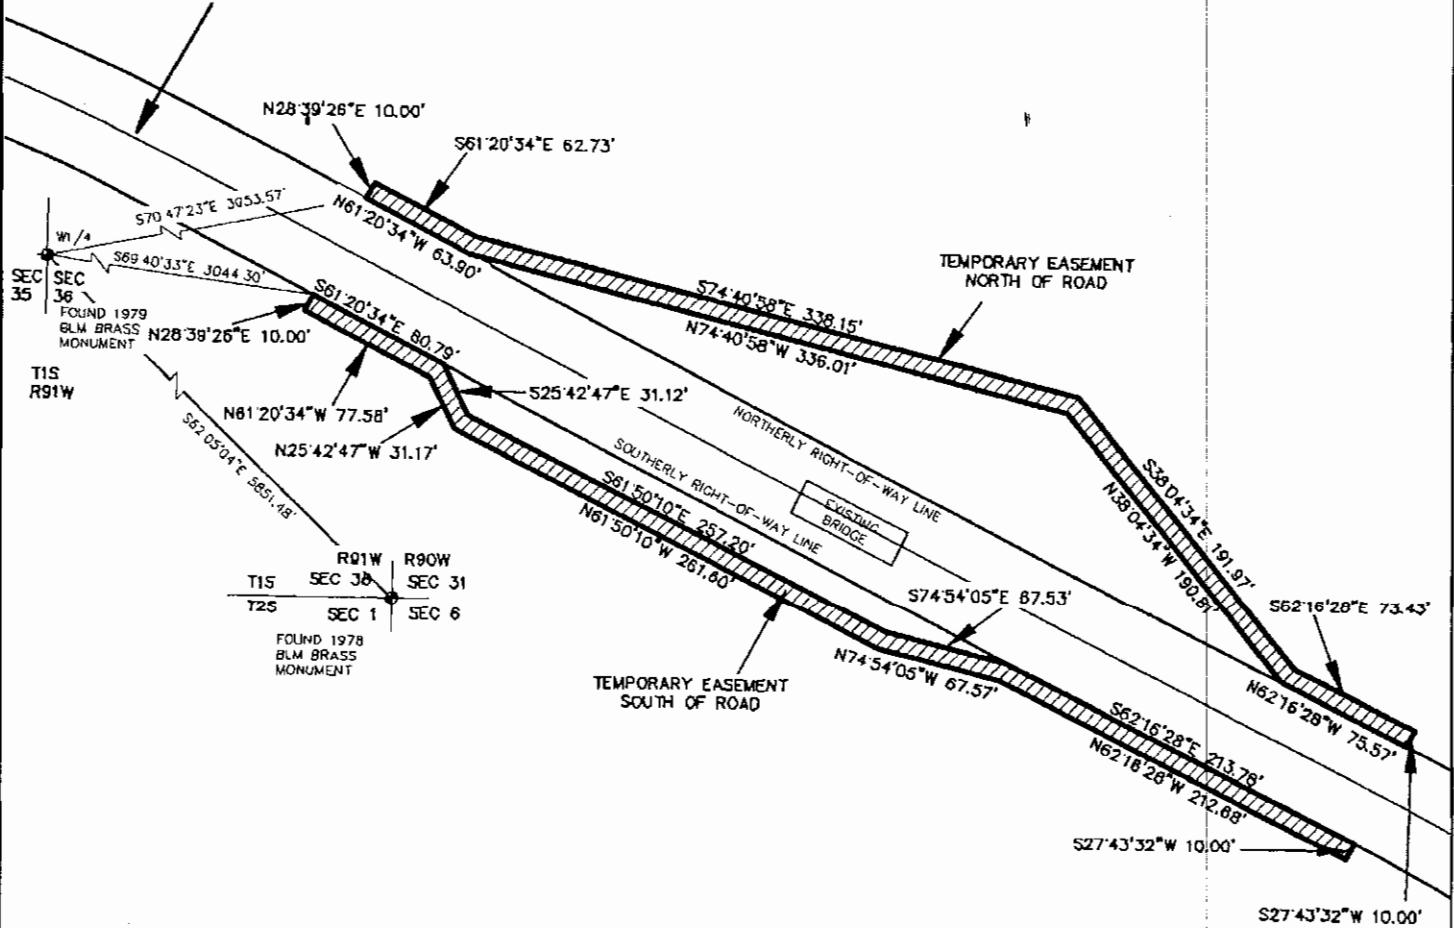 N28°39'26"E 10.00'
S61°20'34"E 62.73'
N61°20'34"W 63.90'
S70°47'23"E 3053.57'
W1/4
S69°40'33"E 3044.30'
SEC SEC
35 36
FOUND 1979
BLM BRASS
MONUMENT
T1S
R91W
N28°39'26"E 10.00'
S61°20'34"E 80.79'
TEMPORARY EASEMENT
NORTH OF ROAD
S74°40'58"E 338.15'
N74°40'58"W 336.01'
N61°20'34"W 77.58'
S25°42'47"E 31.12'
N25°42'47"W 31.17'
S62°05'04"E 5851.48'
NORTHERLY RIGHT-OF-WAY LINE
SOUTHERLY RIGHT-OF-WAY LINE
EXISTING
BRIDGE
S61°50'10"E 257.20'
N61°50'10"W 261.60'
S38°04'34"E 191.97'
N38°04'34"W 190.81'
R91W R90W
T1S SEC 36 SEC 31
T2S SEC 1 SEC 6
FOUND 1978
BLM BRASS
MONUMENT
S74°54'05"E 67.53'
N74°54'05"W 67.57'
S62°16'28"E 73.43'
N62°16'28"W 75.57'
TEMPORARY EASEMENT
SOUTH OF ROAD
S62°16'28"E 213.78'
N62°16'28"W 212.68'
S27°43'32"W 10.00'
S27°43'32"W 10.00'